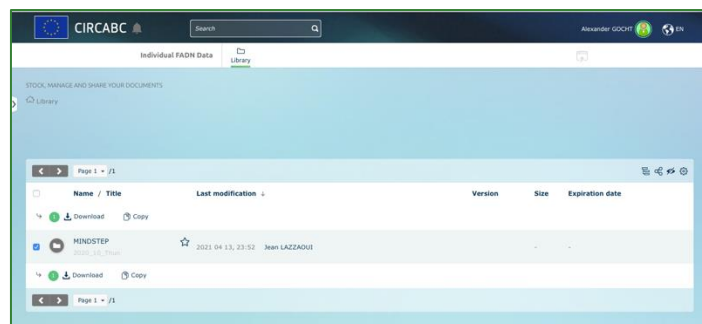 CIRCABC
Search
Alexander GOCHT
EN
Individual FADN Data
Library
STOCK, MANAGE AND SHARE YOUR DOCUMENTS
Library
Page 1 /1
Name / Title Last modification ↓ Version Size Expiration date
1 Download Copy
MINDSTEP
2021 04 13, 23:52 Jean LAZZAOUI - -
1 Download Copy
Page 1 /1